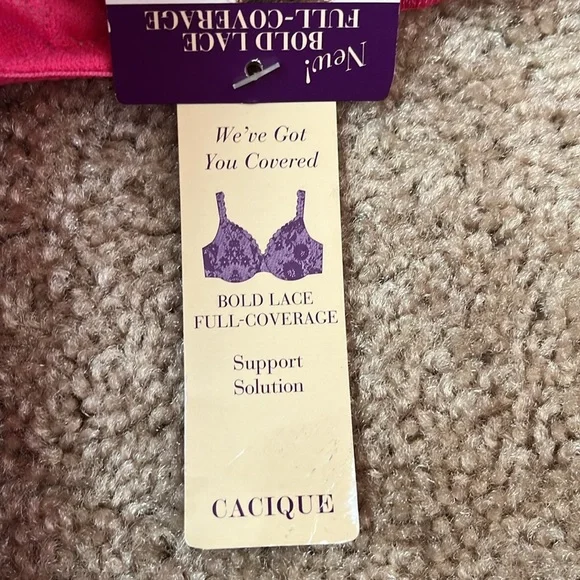 New!
BOLD LACE
FULL-COVERAGE
We've Got
You Covered
BOLD LACE
FULL-COVERAGE
Support
Solution
CACIQUE